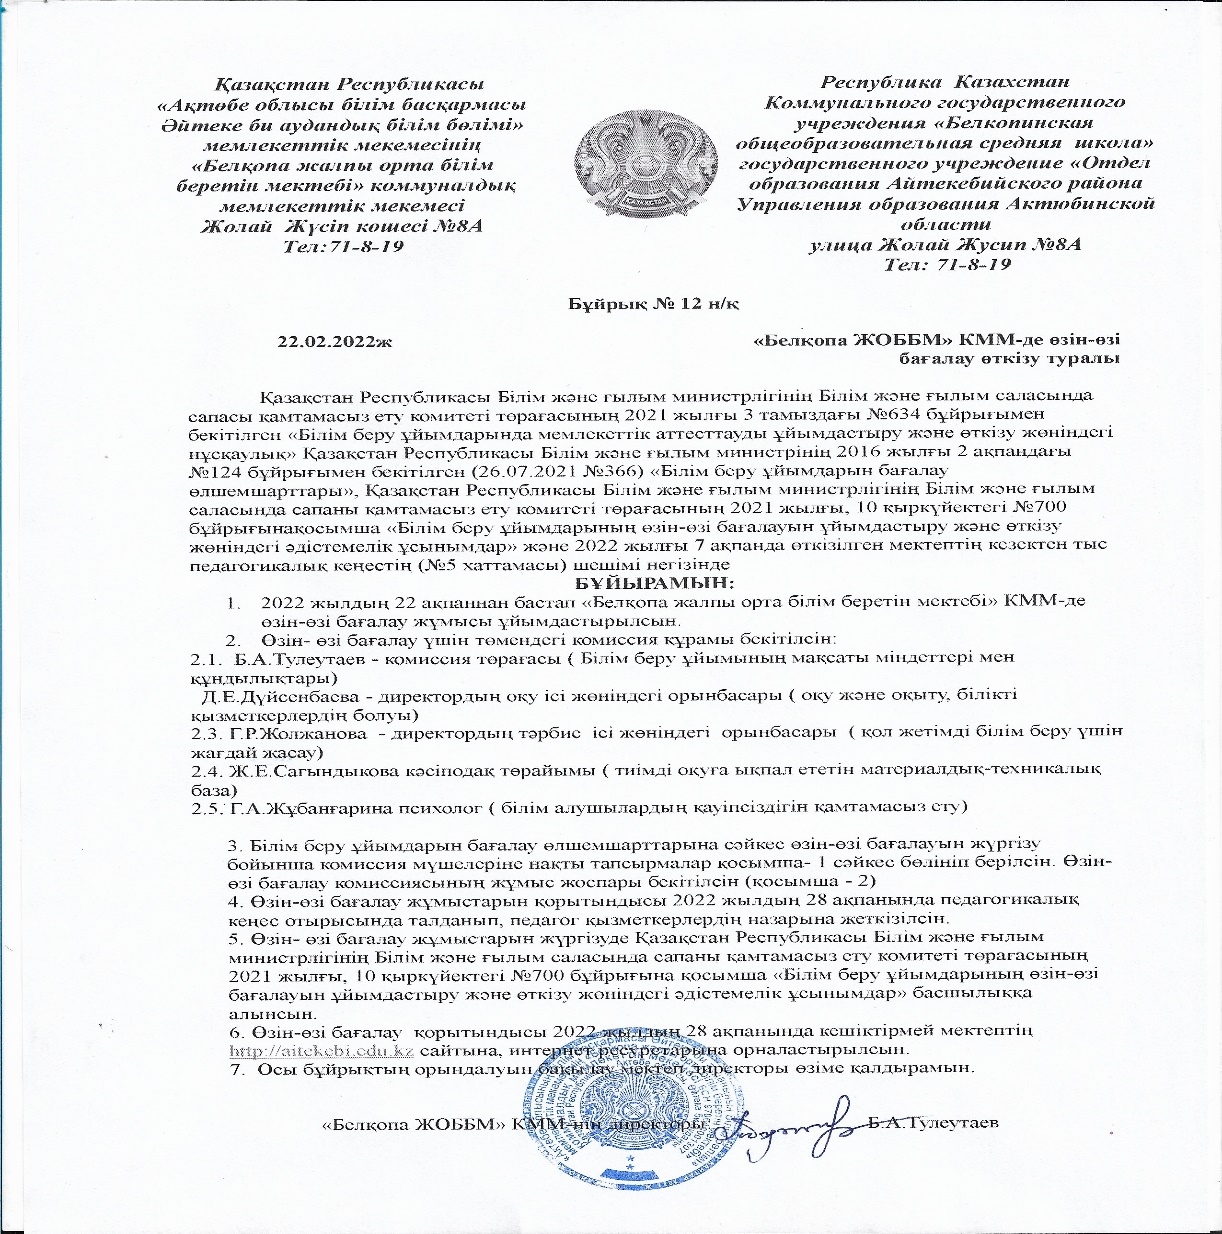 Қазақстан Республикасы
«Ақтөбе облысы білім басқармасы
Әйтеке би аудандық білім бөлімі»
мемлекеттік мекемесінің
«Белқопа жалпы орта білім
беретін мектебі» коммуналдық
мемлекеттік мекемесі
Жолай Жүсіп көшесі №8А
Тел: 71-8-19
Республика Казахстан
Коммунального государственного
учреждения «Белкопинская
общеобразовательная средняя школа»
государственного учреждение «Отдел
образования Айтекебийского района
Управления образования Актюбинской
области
улица Жолай Жусип №8А
Тел: 71-8-19
Бұйрық № 12 н/қ
22.02.2022ж
«Белқопа ЖОББМ» КММ-де өзін-өзі
бағалау өткізу туралы
Қазақстан Республикасы Білім және ғылым министрлігінің Білім және ғылым саласында
сапасы қамтамасыз ету комитеті төрағасының 2021 жылғы 3 тамыздағы №634 бұйрығымен
бекітілген «Білім беру ұйымдарында мемлекеттік аттесттауды ұйымдастыру және өткізу жөніндегі
нұсқаулық» Қазақстан Республикасы Білім және ғылым министрінің 2016 жылғы 2 ақпандағы
№124 бұйрығымен бекітілген (26.07.2021 №366) «Білім беру ұйымдарын бағалау
өлшемшарттары», Қазақстан Республикасы Білім және ғылым министрлігінің Білім және ғылым
саласында сапаны қамтамасыз ету комитеті төрағасының 2021 жылғы, 10 қыркүйектегі №700
бұйрығынақосымша «Білім беру ұйымдарының өзін-өзі бағалауын ұйымдастыру және өткізу
жөніндегі әдістемелік ұсынымдар» және 2022 жылғы 7 ақпанда өткізілген мектептің кезектен тыс
педагогикалық кеңестің (№5 хаттамасы) шешімі негізінде
БҰЙЫРАМЫН:
1. 2022 жылдың 22 ақпаннан бастап «Белқопа жалпы орта білім беретін мектебі» КММ-де
өзін-өзі бағалау жұмысы ұйымдастырылсын.
2. Өзін- өзі бағалау үшін төмендегі комиссия құрамы бекітілсін:
2.1. Б.А.Тулеутаев - комиссия төрағасы ( Білім беру ұйымының мақсаты міндеттері мен
құндылықтары)
Д.Е.Дүйсенбаева - директордың оқу ісі жөніндегі орынбасары ( оқу және оқыту, білікті
қызметкерлердің болуы)
2.3. Г.Р.Жолжанова - директордың тәрбие ісі жөніндегі орынбасары ( қол жетімді білім беру үшін
жағдай жасау)
2.4. Ж.Е.Сагындыкова кәсіподақ төрайымы ( тиімді оқуға ықпал ететін материалдық-техникалық
база)
2.5. Г.А.Жұбанғарина психолог ( білім алушылардың қауіпсіздігін қамтамасыз ету)
3. Білім беру ұйымдарын бағалау өлшемшарттарына сәйкес өзін-өзі бағалауын жүргізу
бойынша комиссия мүшелеріне нақты тапсырмалар қосымша- 1 сәйкес бөлініп берілсін. Өзін-
өзі бағалау комиссиясының жұмыс жоспары бекітілсін (қосымша - 2)
4. Өзін-өзі бағалау жұмыстарын қорытындысы 2022 жылдың 28 ақпанында педагогикалық
кеңес отырысында талданып, педагог қызметкерлердің назарына жеткізілсін.
5. Өзін- өзі бағалау жұмыстарын жүргізуде Қазақстан Республикасы Білім және ғылым
министрлігінің Білім және ғылым саласында сапаны қамтамасыз ету комитеті төрағасының
2021 жылғы, 10 қыркүйектегі №700 бұйрығына қосымша «Білім беру ұйымдарының өзін-өзі
бағалауын ұйымдастыру және өткізу жөніндегі әдістемелік ұсынымдар» басшылыққа
алынсын.
6. Өзін-өзі бағалау қорытындысы 2022 жылдың 28 ақпанында кешіктірмей мектептің
http://aitekebi.edu.kz сайтына, интернет ресурстарына орналастырылсын.
7. Осы бұйрықтың орындалуын бақылау мектеп директоры өзіме қалдырамын.
«Белқопа ЖОББМ» КММ-нің директоры: Б.А.Тулеутаев